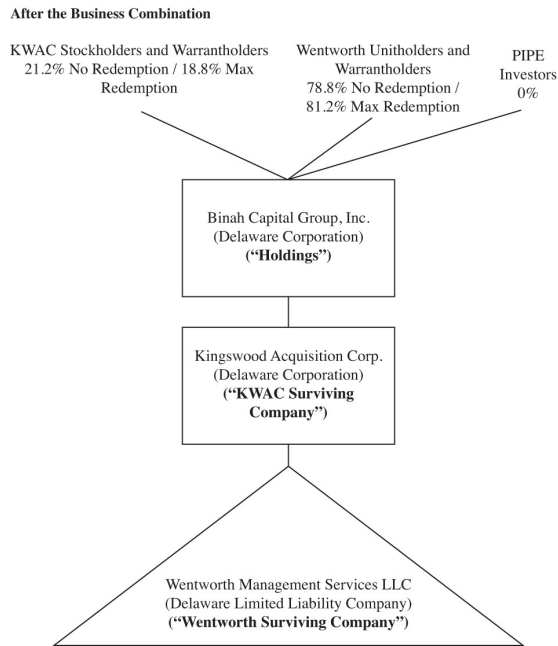 After the Business Combination
KWAC Stockholders and Warrantholders
21.2% No Redemption / 18.8% Max
Redemption
Wentworth Unitholders and
Warrantholders
78.8% No Redemption /
81.2% Max Redemption
PIPE
Investors
0%
Binah Capital Group, Inc.
(Delaware Corporation)
(“Holdings”)
Kingswood Acquisition Corp.
(Delaware Corporation)
(“KWAC Surviving
Company”)
Wentworth Management Services LLC
(Delaware Limited Liability Company)
(“Wentworth Surviving Company”)